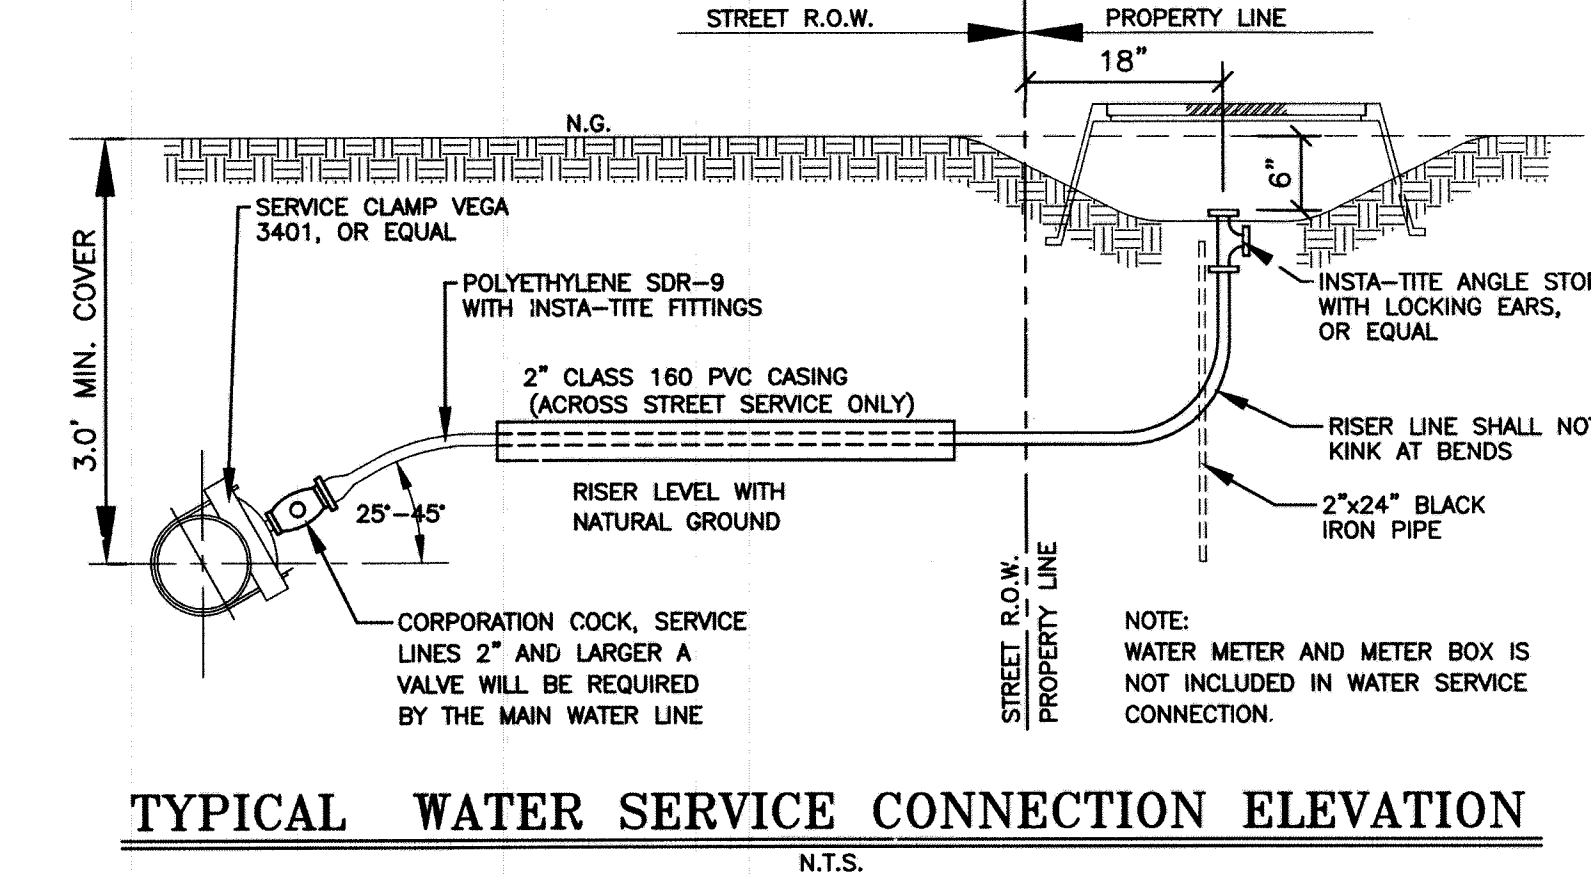 STREET R.O.W.
PROPERTY LINE
18"
N.G.
6"
3.0' MIN. COVER
SERVICE CLAMP VEGA
3401, OR EQUAL
POLYETHYLENE SDR-9
WITH INSTA-TITE FITTINGS
INSTA-TITE ANGLE STOP
WITH LOCKING EARS,
OR EQUAL
2" CLASS 160 PVC CASING
(ACROSS STREET SERVICE ONLY)
RISER LINE SHALL NOT
KINK AT BENDS
RISER LEVEL WITH
NATURAL GROUND
25°-45°
2"x24" BLACK
IRON PIPE
STREET R.O.W.
PROPERTY LINE
CORPORATION COCK, SERVICE
LINES 2" AND LARGER A
VALVE WILL BE REQUIRED
BY THE MAIN WATER LINE
NOTE:
WATER METER AND METER BOX IS
NOT INCLUDED IN WATER SERVICE
CONNECTION.
TYPICAL WATER SERVICE CONNECTION ELEVATION
N.T.S.